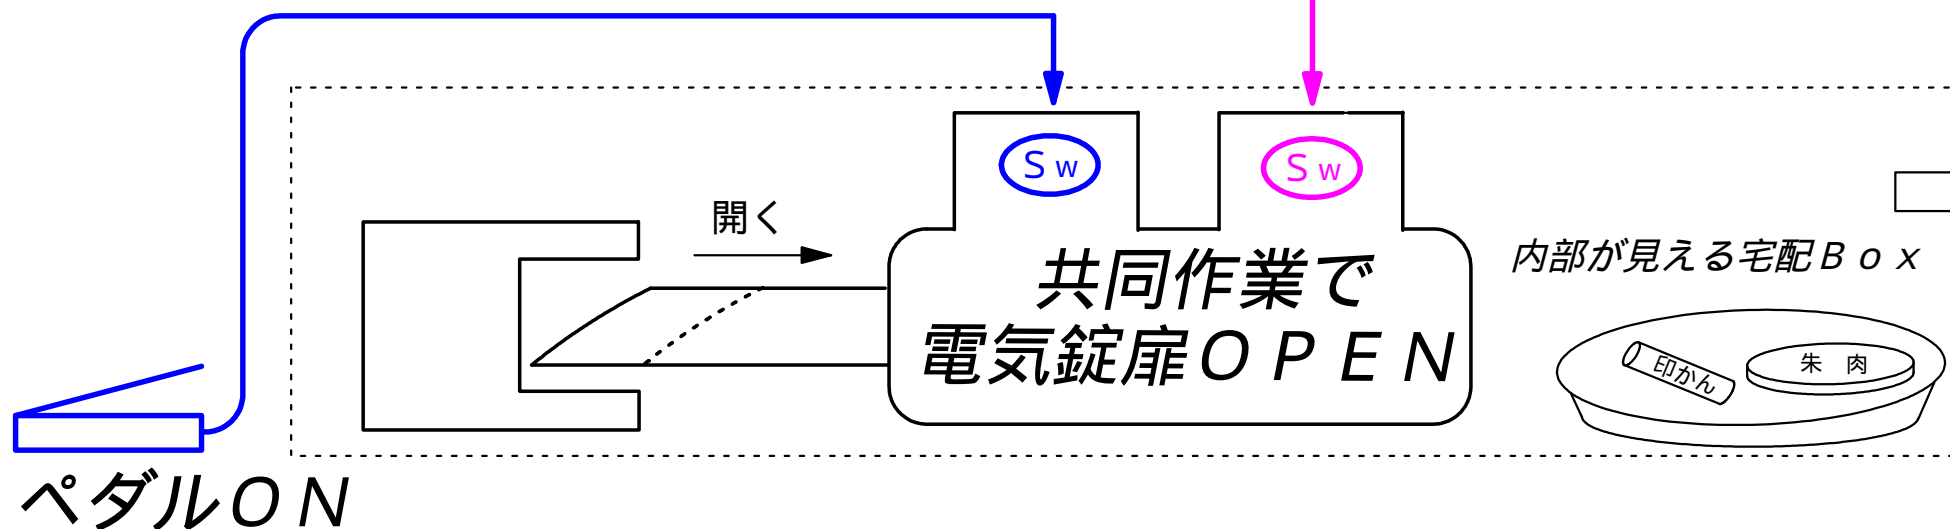 Ｓｗ
Ｓｗ
開く
共同作業で
電気錠扉ＯＰＥＮ
内部が見える宅配Ｂｏｘ
印かん
朱　肉
ペダルＯＮ